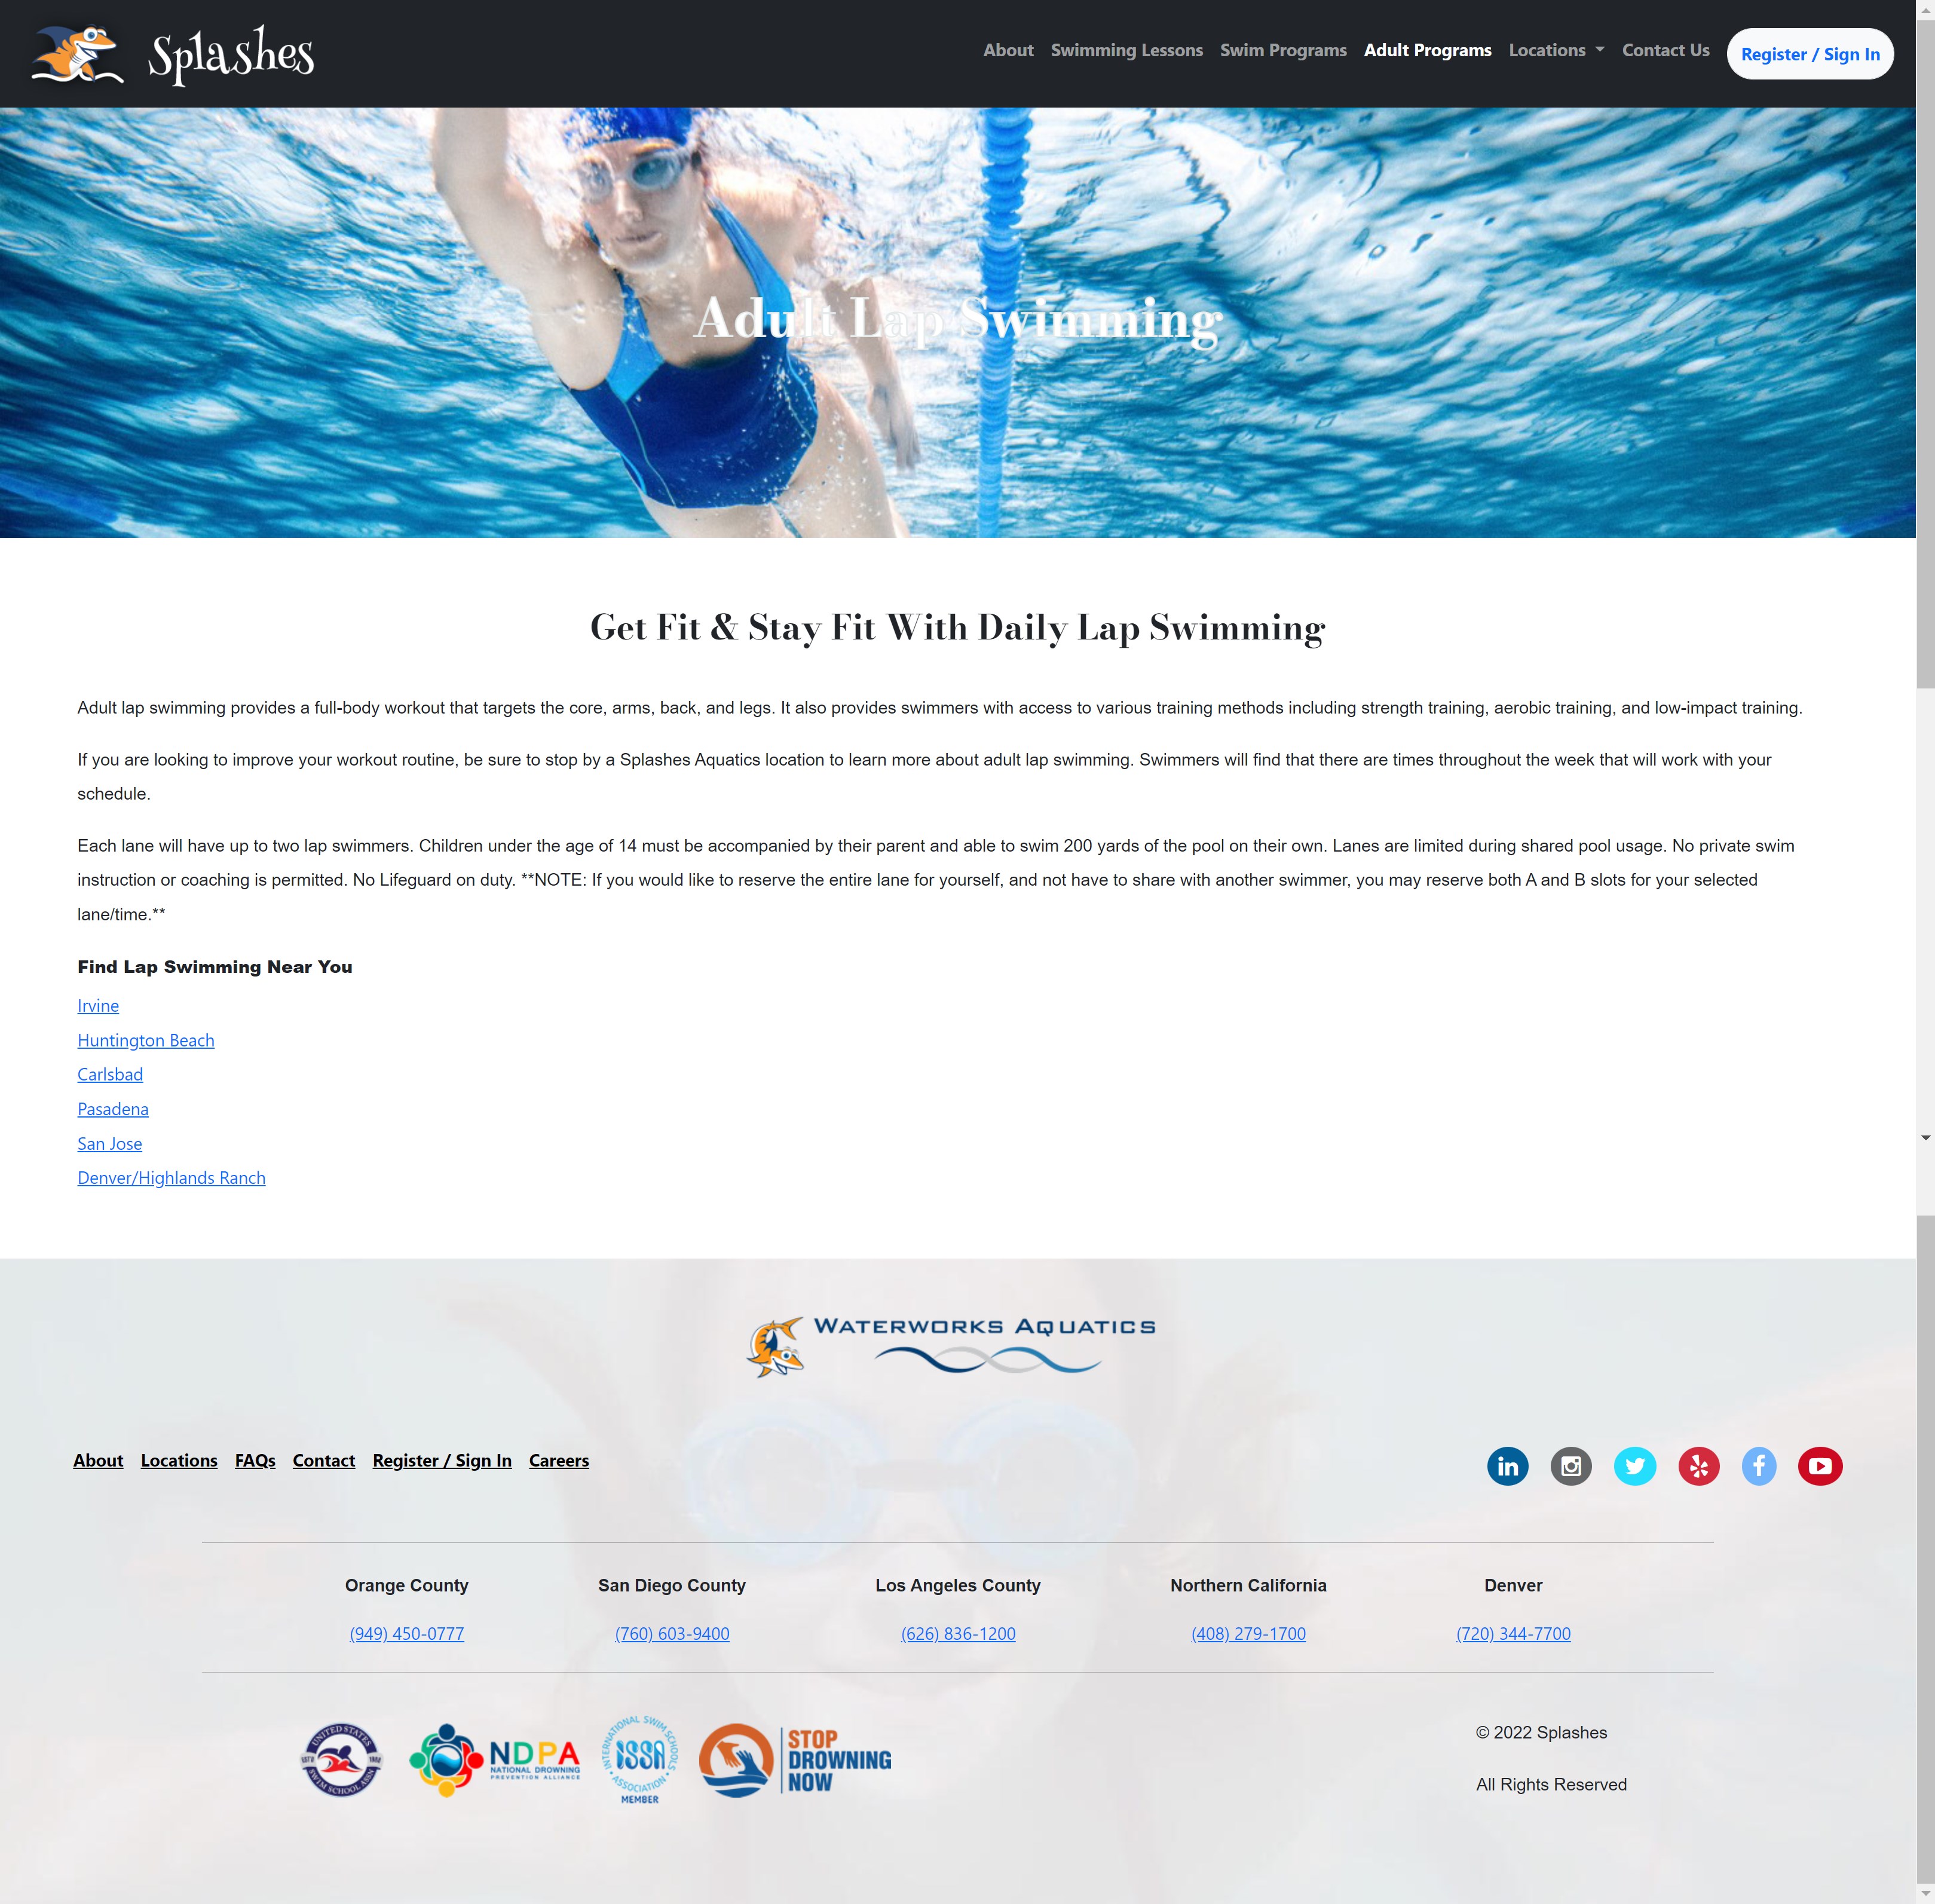 Splashes
About Swimming Lessons Swim Programs Adult Programs Locations Contact Us Register / Sign In
Adult Lap Swimming
Get Fit & Stay Fit With Daily Lap Swimming
Adult lap swimming provides a full-body workout that targets the core, arms, back, and legs. It also provides swimmers with access to various training methods including strength training, aerobic training, and low-impact training.
If you are looking to improve your workout routine, be sure to stop by a Splashes Aquatics location to learn more about adult lap swimming. Swimmers will find that there are times throughout the week that will work with your
schedule.
Each lane will have up to two lap swimmers. Children under the age of 14 must be accompanied by their parent and able to swim 200 yards of the pool on their own. Lanes are limited during shared pool usage. No private swim
instruction or coaching is permitted. No Lifeguard on duty. **NOTE: If you would like to reserve the entire lane for yourself, and not have to share with another swimmer, you may reserve both A and B slots for your selected
lane/time.**
Find Lap Swimming Near You
Irvine
Huntington Beach
Carlsbad
Pasadena
San Jose
Denver/Highlands Ranch
WATERWORKS AQUATICS
About Locations FAQs Contact Register / Sign In Careers
Orange County San Diego County Los Angeles County Northern California Denver
(949) 450-0777 (760) 603-9400 (626) 836-1200 (408) 279-1700 (720) 344-7700
UNITED STATES
SWIM SCHOOL ASSN
NDPA
NATIONAL DROWNING
PREVENTION ALLIANCE
INTERNATIONAL SWIM SCHOOLS
ISSA
ASSOCIATION
MEMBER
STOP
DROWNING
NOW
© 2022 Splashes
All Rights Reserved